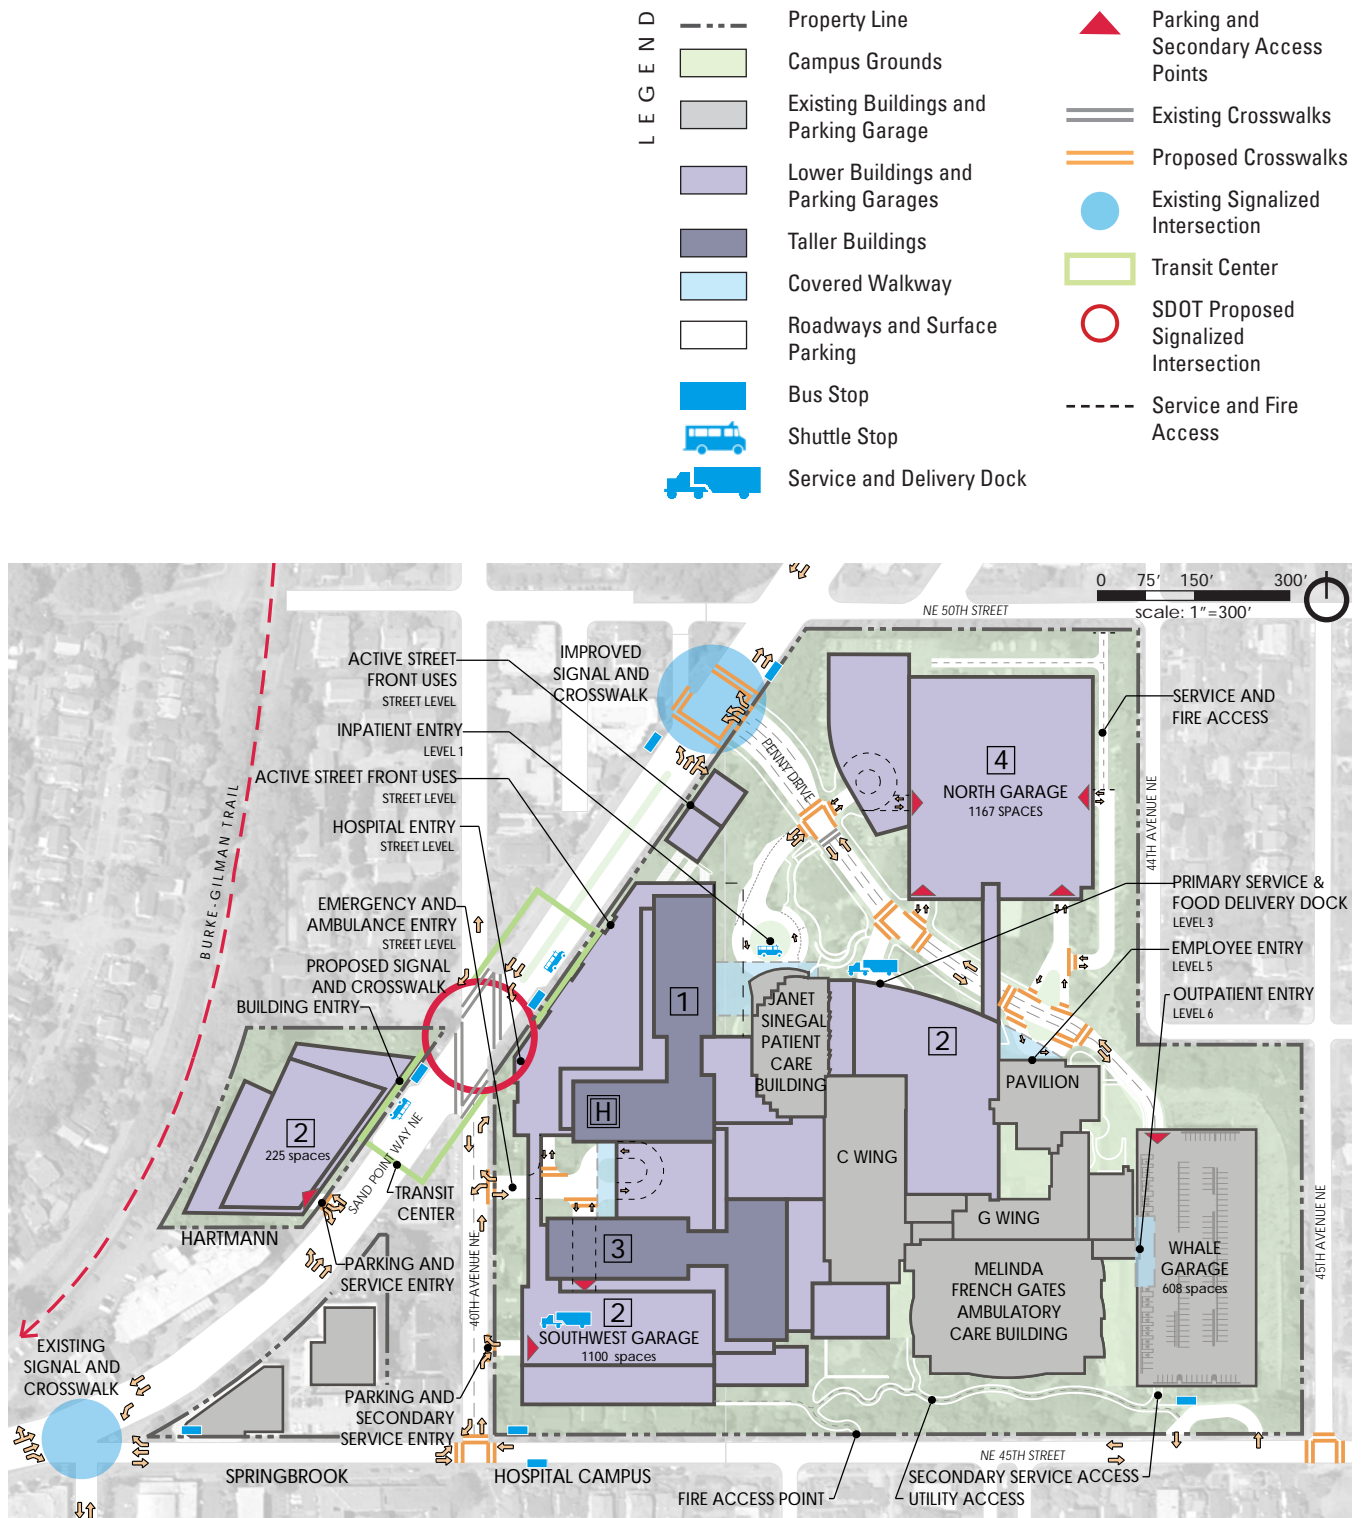 LEGEND
Property Line
Campus Grounds
Existing Buildings and
Parking Garage
Lower Buildings and
Parking Garages
Taller Buildings
Covered Walkway
Roadways and Surface
Parking
Bus Stop
Shuttle Stop
Service and Delivery Dock
Parking and
Secondary Access
Points
Existing Crosswalks
Proposed Crosswalks
Existing Signalized
Intersection
Transit Center
SDOT Proposed
Signalized
Intersection
Service and Fire
Access
0 75' 150' 300'
scale: 1"=300'
NE 50TH STREET
ACTIVE STREET
FRONT USES
STREET LEVEL
IMPROVED
SIGNAL AND
CROSSWALK
INPATIENT ENTRY
LEVEL 1
ACTIVE STREET FRONT USES
STREET LEVEL
HOSPITAL ENTRY
STREET LEVEL
EMERGENCY AND
AMBULANCE ENTRY
STREET LEVEL
PROPOSED SIGNAL
AND CROSSWALK
BUILDING ENTRY
BURKE-GILMAN TRAIL
PENNY DRIVE
4
NORTH GARAGE
1167 SPACES
SERVICE AND
FIRE ACCESS
44TH AVENUE NE
PRIMARY SERVICE &
FOOD DELIVERY DOCK
LEVEL 3
EMPLOYEE ENTRY
LEVEL 5
OUTPATIENT ENTRY
LEVEL 6
1
JANET
SINEGAL
PATIENT
CARE
BUILDING
2
PAVILION
H
2
225 spaces
SAND POINT WAY NE
TRANSIT
CENTER
HARTMANN
PARKING AND
SERVICE ENTRY
40TH AVENUE NE
C WING
G WING
3
MELINDA
FRENCH GATES
AMBULATORY
CARE BUILDING
WHALE
GARAGE
608 spaces
45TH AVENUE NE
2
SOUTHWEST GARAGE
1100 spaces
EXISTING
SIGNAL AND
CROSSWALK
PARKING AND
SECONDARY
SERVICE ENTRY
SPRINGBROOK
HOSPITAL CAMPUS
NE 45TH STREET
FIRE ACCESS POINT
SECONDARY SERVICE ACCESS
UTILITY ACCESS